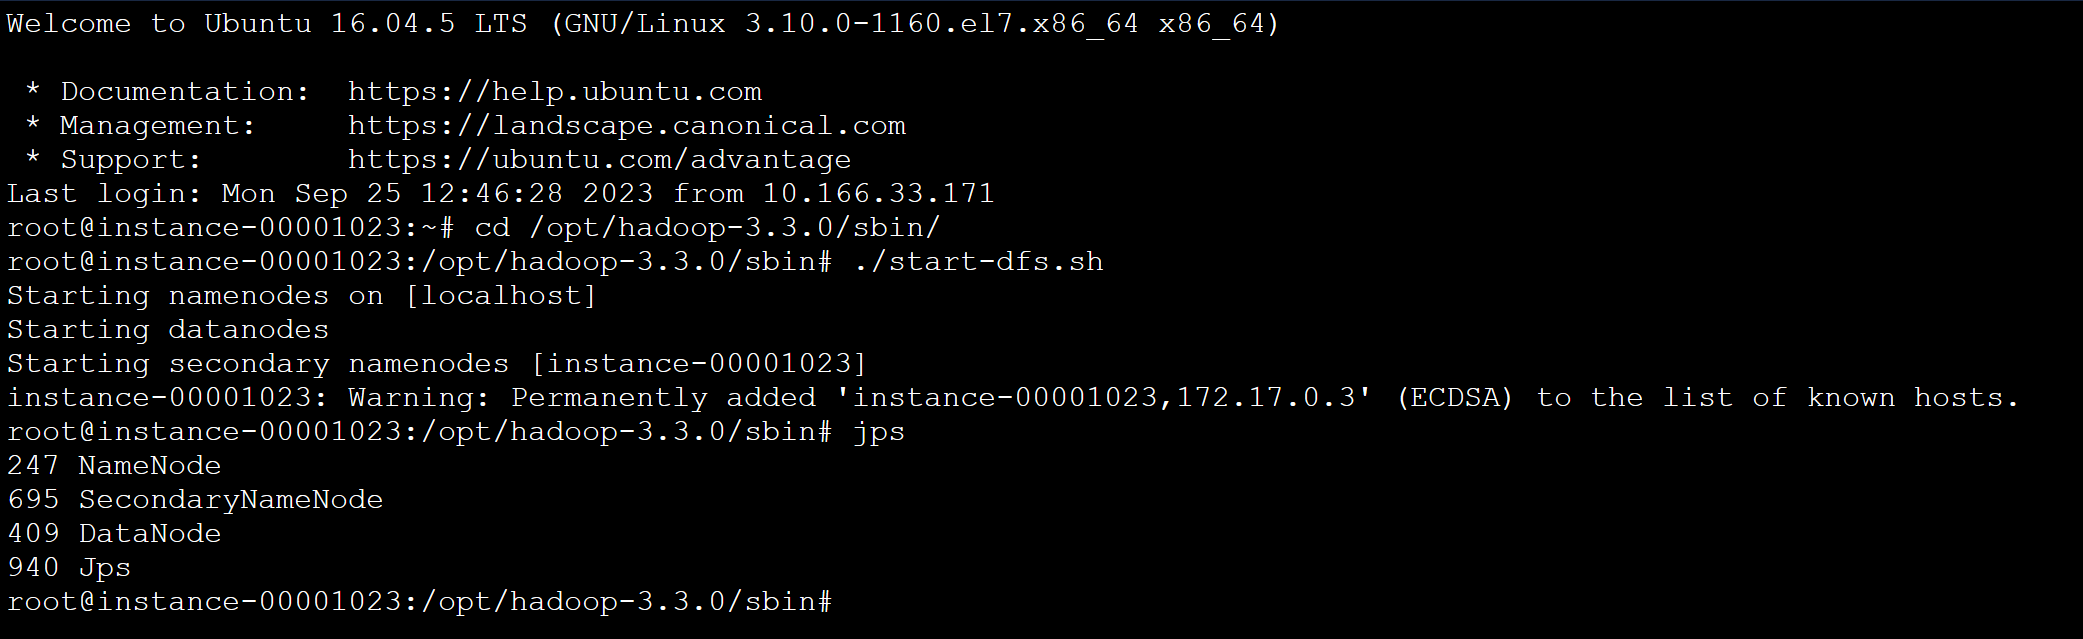 Welcome to Ubuntu 16.04.5 LTS (GNU/Linux 3.10.0-1160.el7.x86_64 x86_64)
* Documentation:  https://help.ubuntu.com
* Management:     https://landscape.canonical.com
* Support:        https://ubuntu.com/advantage
Last login: Mon Sep 25 12:46:28 2023 from 10.166.33.171
root@instance-00001023:~# cd /opt/hadoop-3.3.0/sbin/
root@instance-00001023:/opt/hadoop-3.3.0/sbin# ./start-dfs.sh
Starting namenodes on [localhost]
Starting datanodes
Starting secondary namenodes [instance-00001023]
instance-00001023: Warning: Permanently added 'instance-00001023,172.17.0.3' (ECDSA) to the list of known hosts.
root@instance-00001023:/opt/hadoop-3.3.0/sbin# jps
247 NameNode
695 SecondaryNameNode
409 DataNode
940 Jps
root@instance-00001023:/opt/hadoop-3.3.0/sbin#